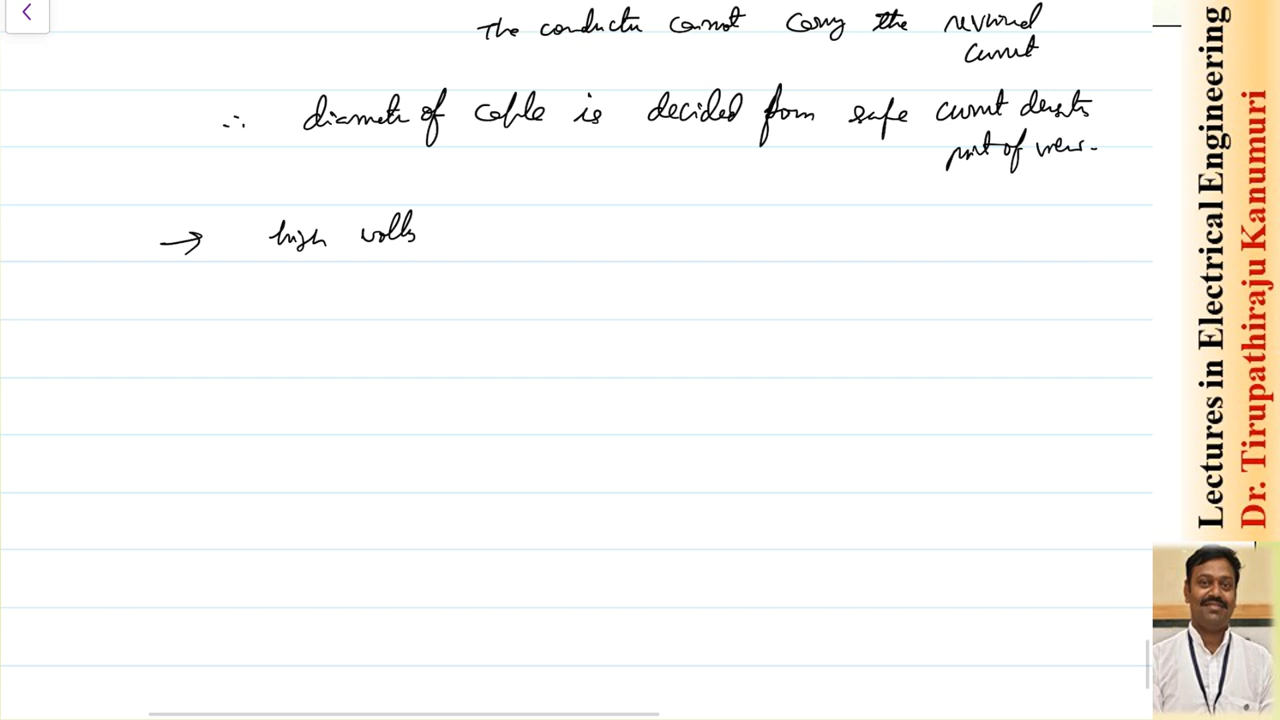 The conductor cannot carry the required
current
∴ diameter of cable is decided from safe current density
point of view.
→ high volts
Lectures in Electrical Engineering
Dr. Tirupathiraju Kanumuri